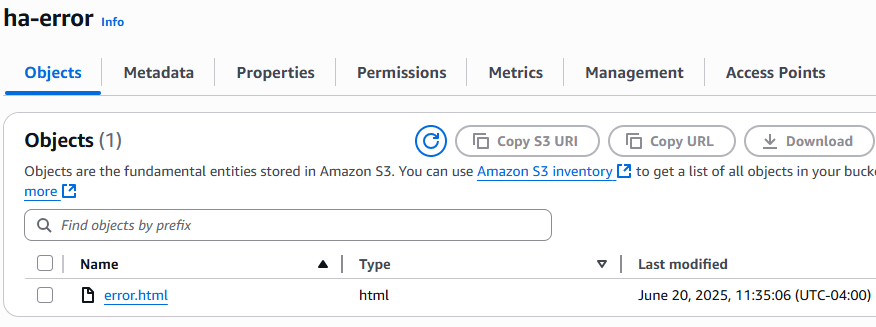 ha-error Info
Objects Metadata Properties Permissions Metrics Management Access Points
Objects (1) Copy S3 URI Copy URL Download
Objects are the fundamental entities stored in Amazon S3. You can use Amazon S3 inventory to get a list of all objects in your bucke
more
Find objects by prefix
Name Type Last modified
error.html html June 20, 2025, 11:35:06 (UTC-04:00)